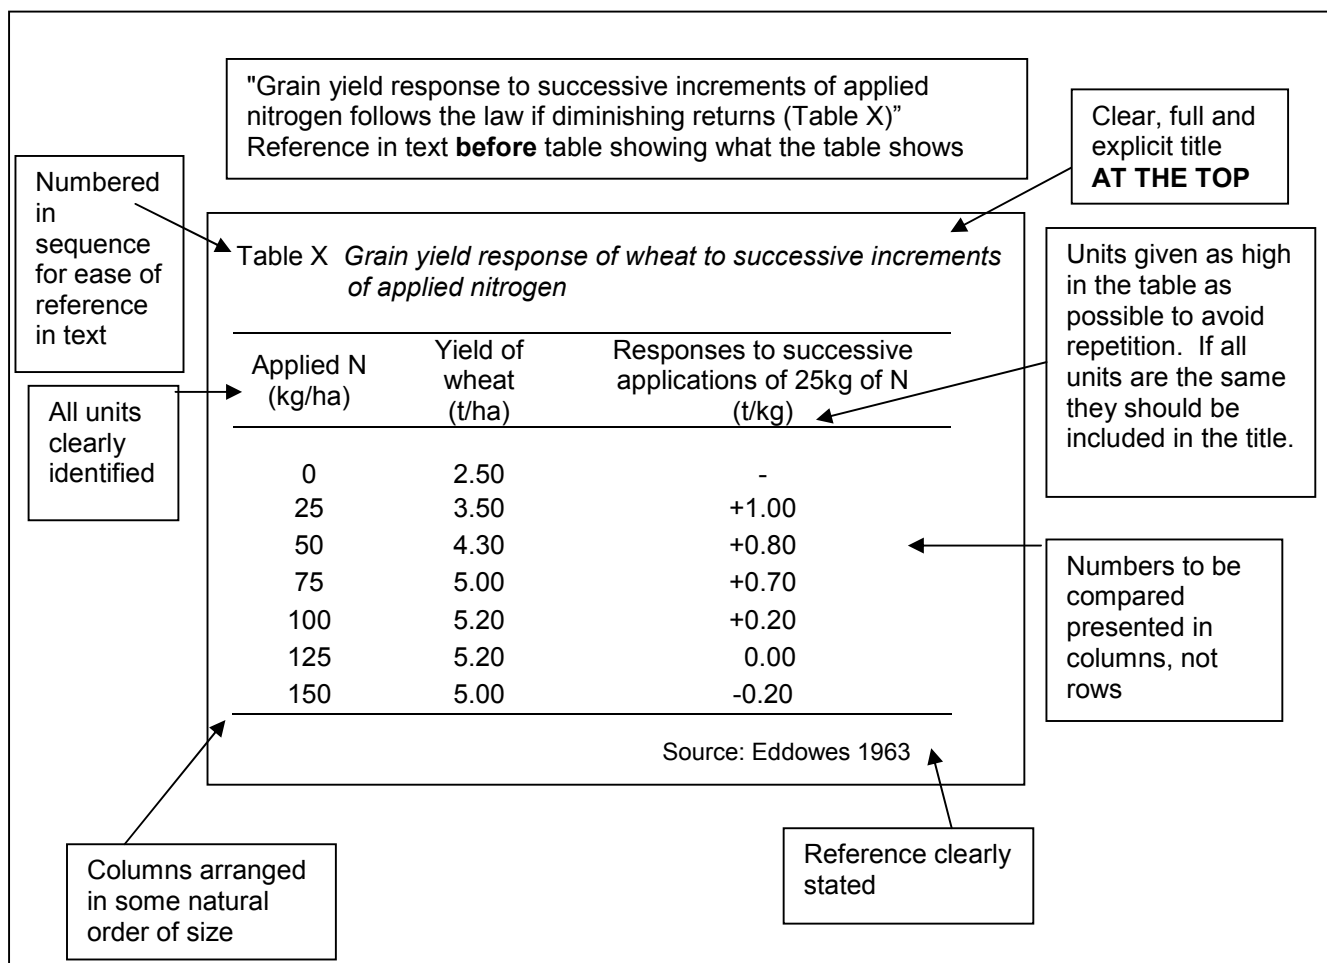 "Grain yield response to successive increments of applied
nitrogen follows the law if diminishing returns (Table X)”
Reference in text before table showing what the table shows
Clear, full and
explicit title
AT THE TOP
Numbered
in
sequence
for ease of
reference
in text
Table X Grain yield response of wheat to successive increments
of applied nitrogen
Units given as high
in the table as
possible to avoid
repetition. If all
units are the same
they should be
included in the title.
All units
clearly
identified
Applied N
(kg/ha)
Yield of
wheat
(t/ha)
Responses to successive
applications of 25kg of N
(t/kg)
0 2.50 -
25 3.50 +1.00
50 4.30 +0.80
75 5.00 +0.70
100 5.20 +0.20
125 5.20 0.00
150 5.00 -0.20
Numbers to be
compared
presented in
columns, not
rows
Source: Eddowes 1963
Columns arranged
in some natural
order of size
Reference clearly
stated